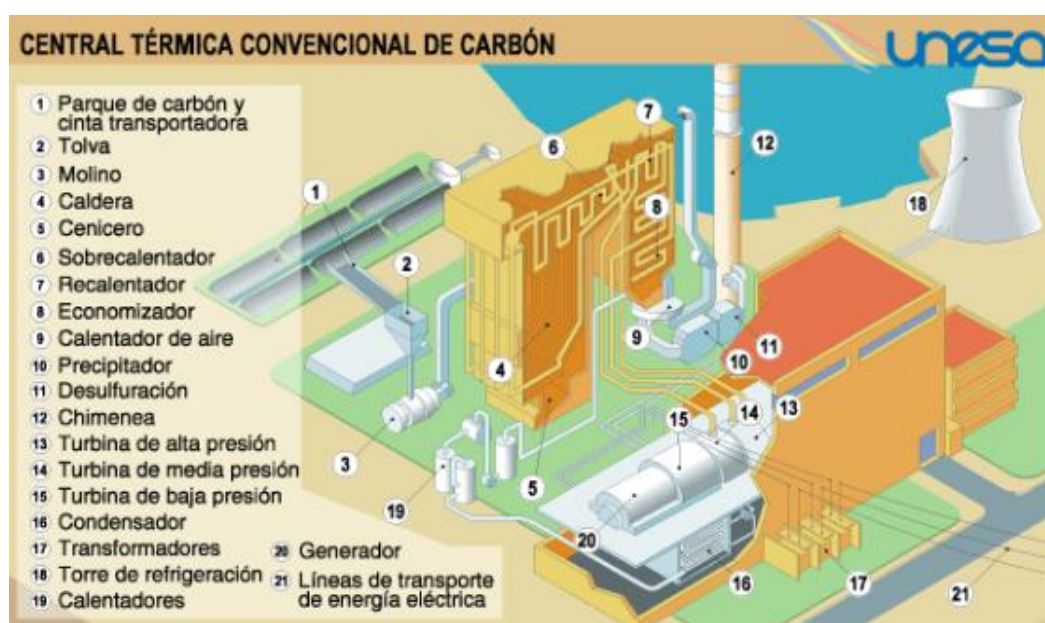 CENTRAL TÉRMICA CONVENCIONAL DE CARBÓN
unesa
1 Parque de carbón y
cinta transportadora
2 Tolva
3 Molino
4 Caldera
5 Cenicero
6 Sobrecalentador
7 Recalentador
8 Economizador
9 Calentador de aire
10 Precipitador
11 Desulfuración
12 Chimenea
13 Turbina de alta presión
14 Turbina de media presión
15 Turbina de baja presión
16 Condensador
17 Transformadores
18 Torre de refrigeración
19 Calentadores
20 Generador
21 Líneas de transporte
de energía eléctrica
7
6
12
1
18
8
2
9
10
11
4
15
14
13
3
19
5
20
16
17
21